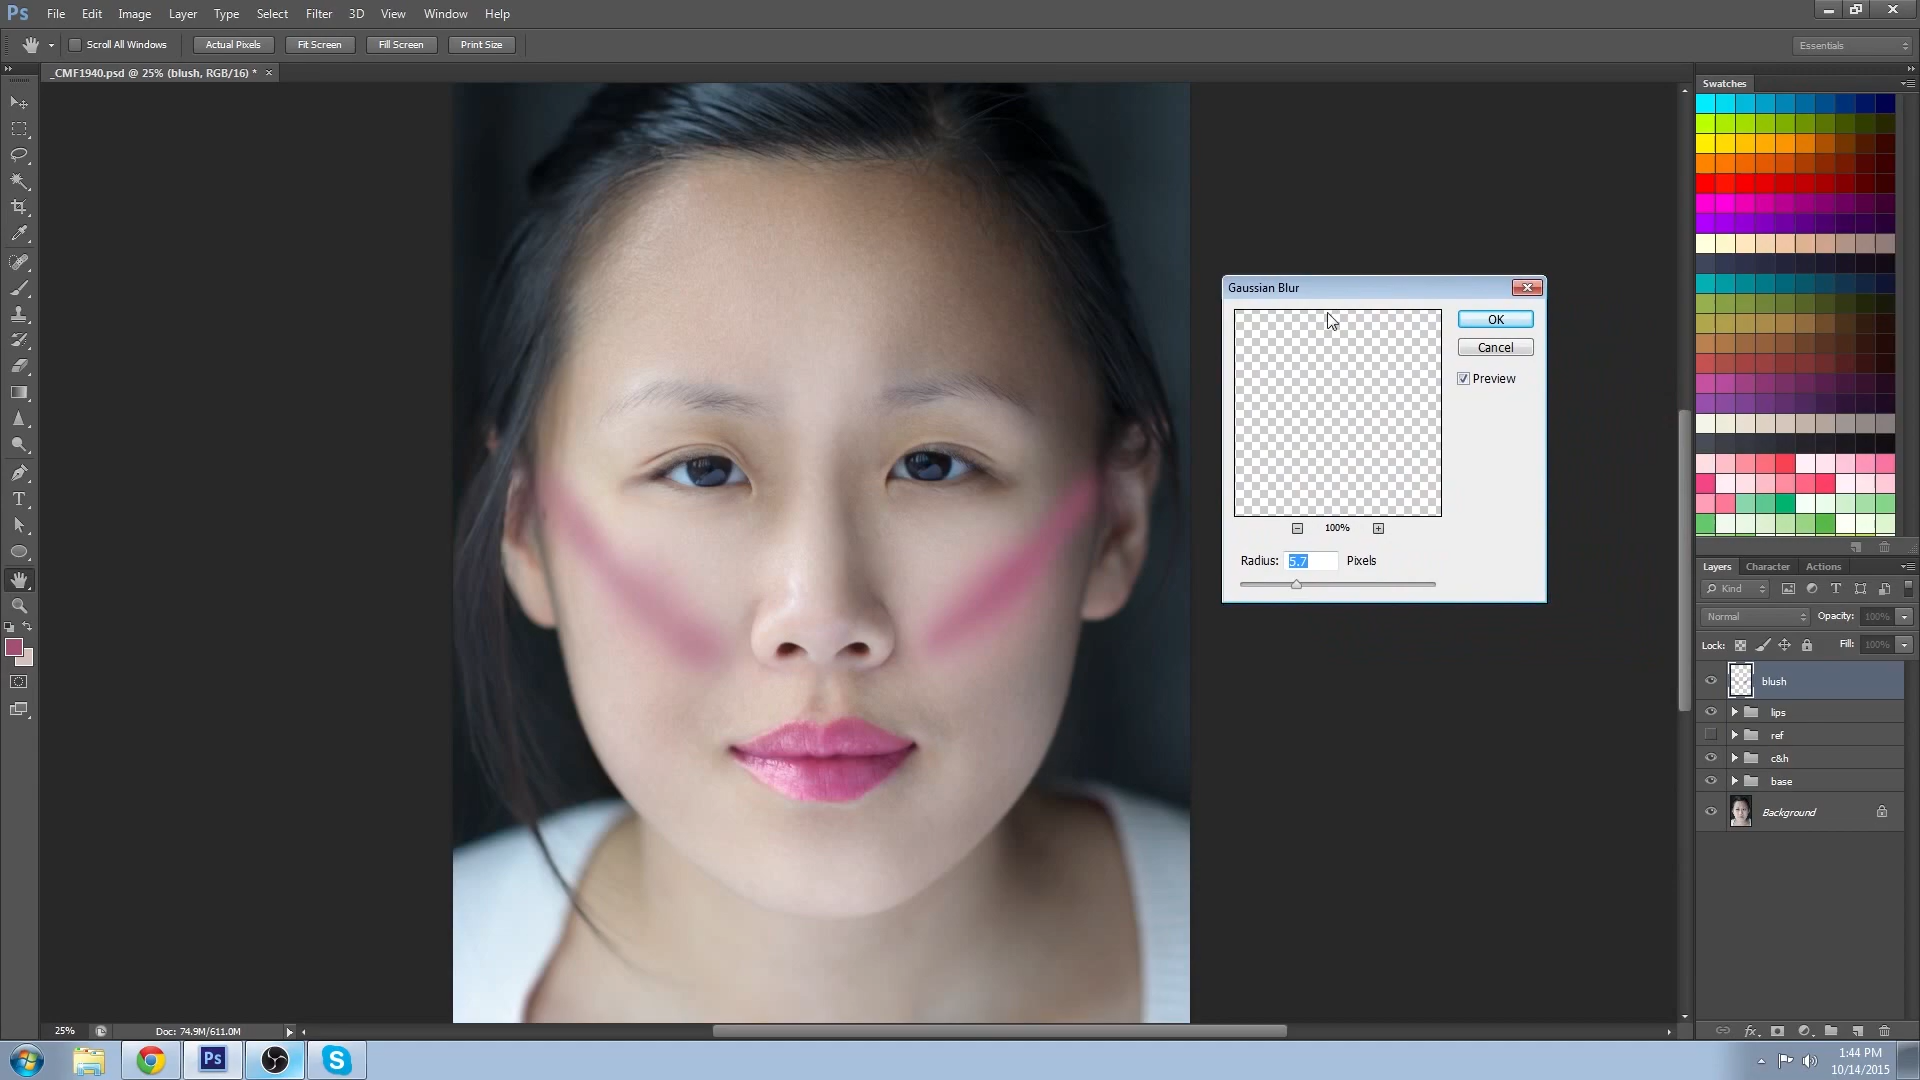 Ps File Edit Image Layer Type Select Filter 3D View Window Help
Scroll All Windows Actual Pixels Fit Screen Fill Screen Print Size Essentials
_CMF1940.psd @ 25% (blush, RGB/16) * ×
Swatches
Gaussian Blur
OK
Cancel
Preview
100%
Radius: 5.7 Pixels
Layers Character Actions
Kind
Normal Opacity: 100%
Lock: Fill: 100%
blush
lips
ref
c&h
base
Background
T
25% Doc: 74.9M/611.0M
fx
Ps S
1:44 PM
10/14/2015